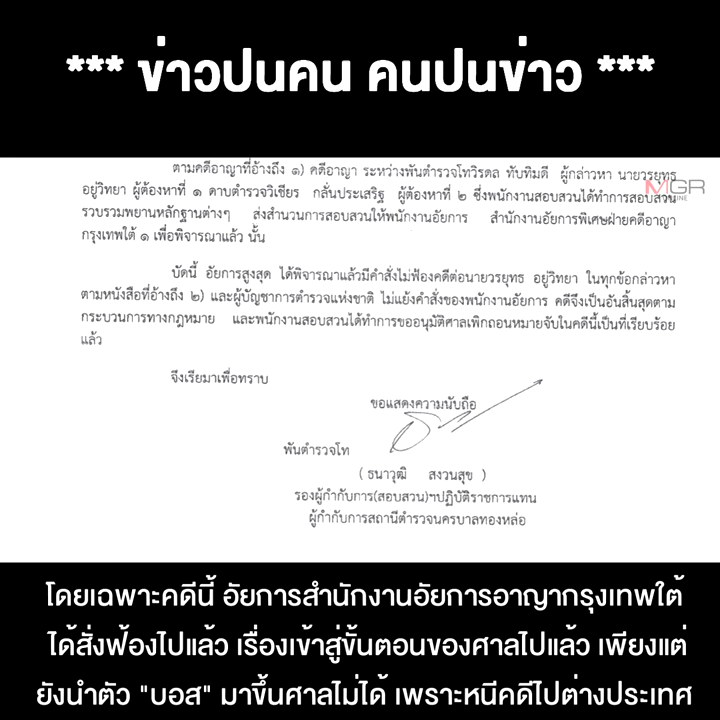 *** ข่าวปนคน คนปนข่าว ***
ตามคดีอาญาที่อ้างถึง ๑) คดีอาญา ระหว่างพันตำรวจโทวิรดล ทับทิมดี ผู้กล่าวหา นายวรยุทธ
อยู่วิทยา ผู้ต้องหาที่ ๑ ดาบตำรวจวิเชียร กลั่นประเสริฐ ผู้ต้องหาที่ ๒ ซึ่งพนักงานสอบสวนได้ทำการสอบสวน
MGR
ONLINE
รวบรวมพยานหลักฐานต่างๆ ส่งสำนวนการสอบสวนให้พนักงานอัยการ สำนักงานอัยการพิเศษฝ่ายคดีอาญา
กรุงเทพใต้ ๑ เพื่อพิจารณาแล้ว นั้น
บัดนี้ อัยการสูงสุด ได้พิจารณาแล้วมีคำสั่งไม่ฟ้องคดีต่อนายวรยุทธ อยู่วิทยา ในทุกข้อกล่าวหา
ตามหนังสือที่อ้างถึง ๒) และผู้บัญชาการตำรวจแห่งชาติ ไม่แย้งคำสั่งของพนักงานอัยการ คดีจึงเป็นอันสิ้นสุดตาม
กระบวนการทางกฎหมาย และพนักงานสอบสวนได้ทำการขออนุมัติศาลเพิกถอนหมายจับในคดีนี้เป็นที่เรียบร้อย
แล้ว
จึงเรียมาเพื่อทราบ
ขอแสดงความนับถือ
พันตำรวจโท
( ธนาวุฒิ สงวนสุข )
รองผู้กำกับการ(สอบสวน)ฯปฏิบัติราชการแทน
ผู้กำกับการสถานีตำรวจนครบาลทองหล่อ
โดยเฉพาะคดีนี้ อัยการสำนักงานอัยการอาญากรุงเทพใต้
ได้สั่งฟ้องไปแล้ว เรื่องเข้าสู่ขั้นตอนของศาลไปแล้ว เพียงแต่
ยังนำตัว "บอส" มาขึ้นศาลไม่ได้ เพราะหนีคดีไปต่างประเทศ